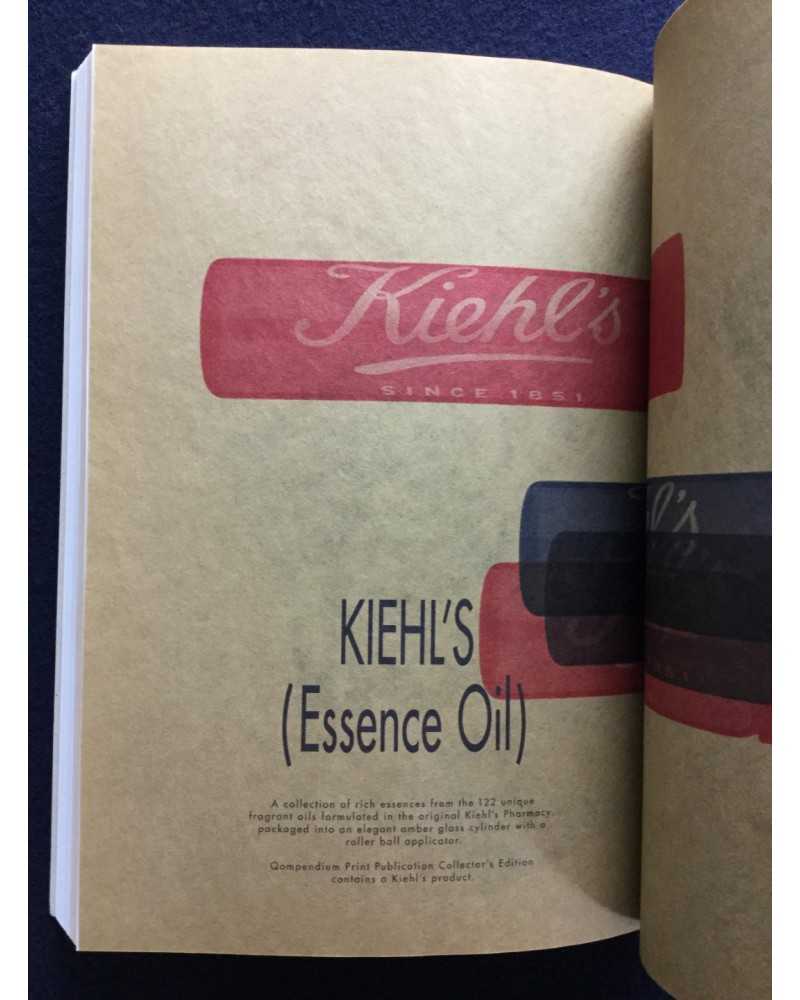 Kiehl's
SINCE 1851
l's
KIEHL'S
(Essence Oil)
A collection of rich essences from the 122 unique
fragrant oils formulated in the original Kiehl's Pharmacy,
packaged into an elegant amber glass cylinder with a
roller ball applicator.
Qompendium Print Publication Collector's Edition
contains a Kiehl's product.